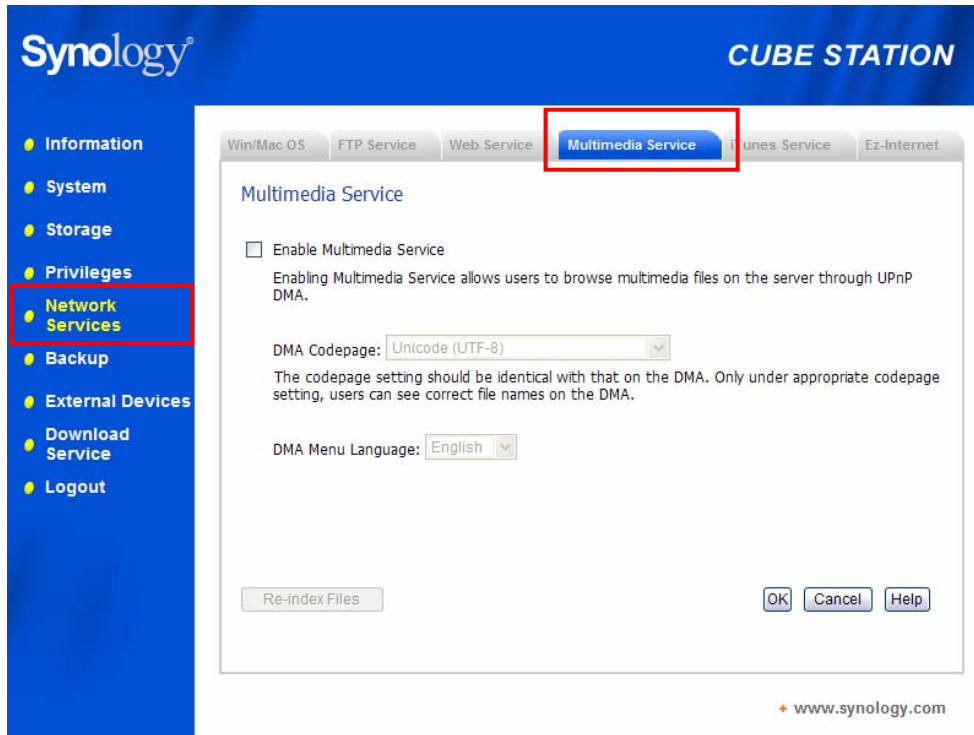 Synology®
CUBE STATION
Information
System
Storage
Privileges
Network
Services
Backup
External Devices
Download
Service
Logout
Win/Mac OS
FTP Service
Web Service
Multimedia Service
iTunes Service
Ez-Internet
Multimedia Service
Enable Multimedia Service
Enabling Multimedia Service allows users to browse multimedia files on the server through UPnP
DMA.
DMA Codepage: Unicode (UTF-8)
The codepage setting should be identical with that on the DMA. Only under appropriate codepage
setting, users can see correct file names on the DMA.
DMA Menu Language: English
Re-index Files
OK
Cancel
Help
www.synology.com